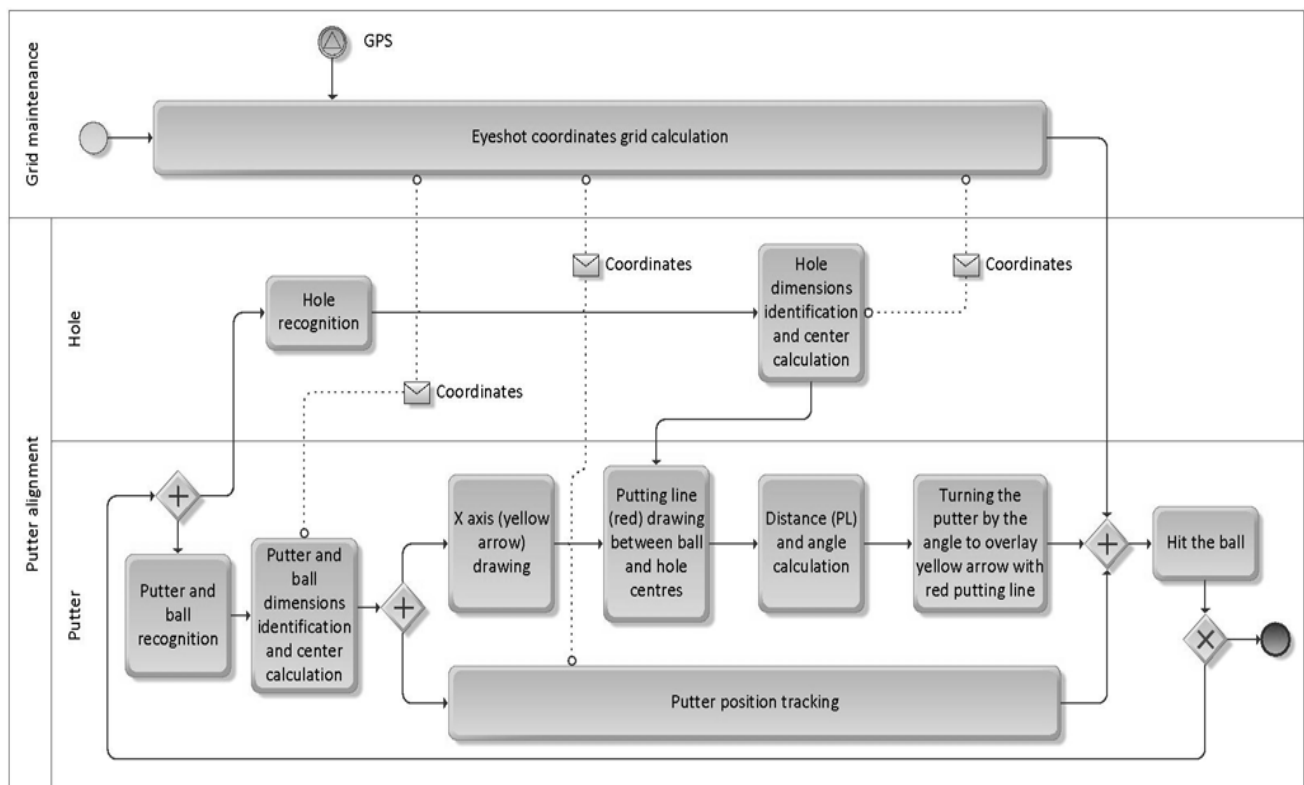 Grid maintenance
GPS
Eyeshot coordinates grid calculation
Putter alignment
Hole
Hole
recognition
Coordinates
Hole
dimensions
identification
and center
calculation
Coordinates
Coordinates
Putter
Putter and
ball
recognition
Putter and
ball
dimensions
identification
and center
calculation
X axis (yellow
arrow)
drawing
Putting line
(red) drawing
between ball
and hole
centres
Distance (PL)
and angle
calculation
Turning the
putter by the
angle to overlay
yellow arrow with
red putting line
Hit the ball
Putter position tracking